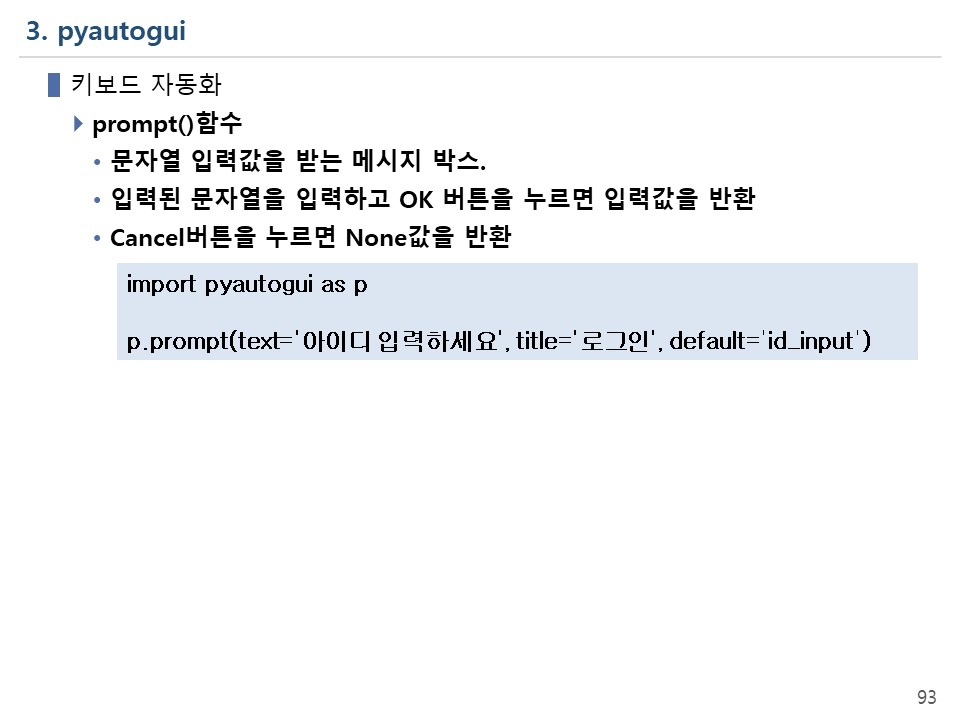 3. pyautogui
키보드 자동화
prompt()함수
• 문자열 입력값을 받는 메시지 박스.
• 입력된 문자열을 입력하고 OK 버튼을 누르면 입력값을 반환
• Cancel버튼을 누르면 None값을 반환
import pyautogui as p
p.prompt(text='아이디 입력하세요', title='로그인', default='id_input')
93